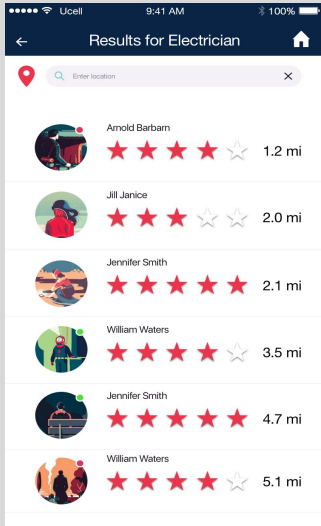 Ucell 9:41 AM 100%
Results for Electrician
Enter location
Arnold Barbarn
1.2 mi
Jill Janice
2.0 mi
Jennifer Smith
2.1 mi
William Waters
3.5 mi
Jennifer Smith
4.7 mi
William Waters
5.1 mi